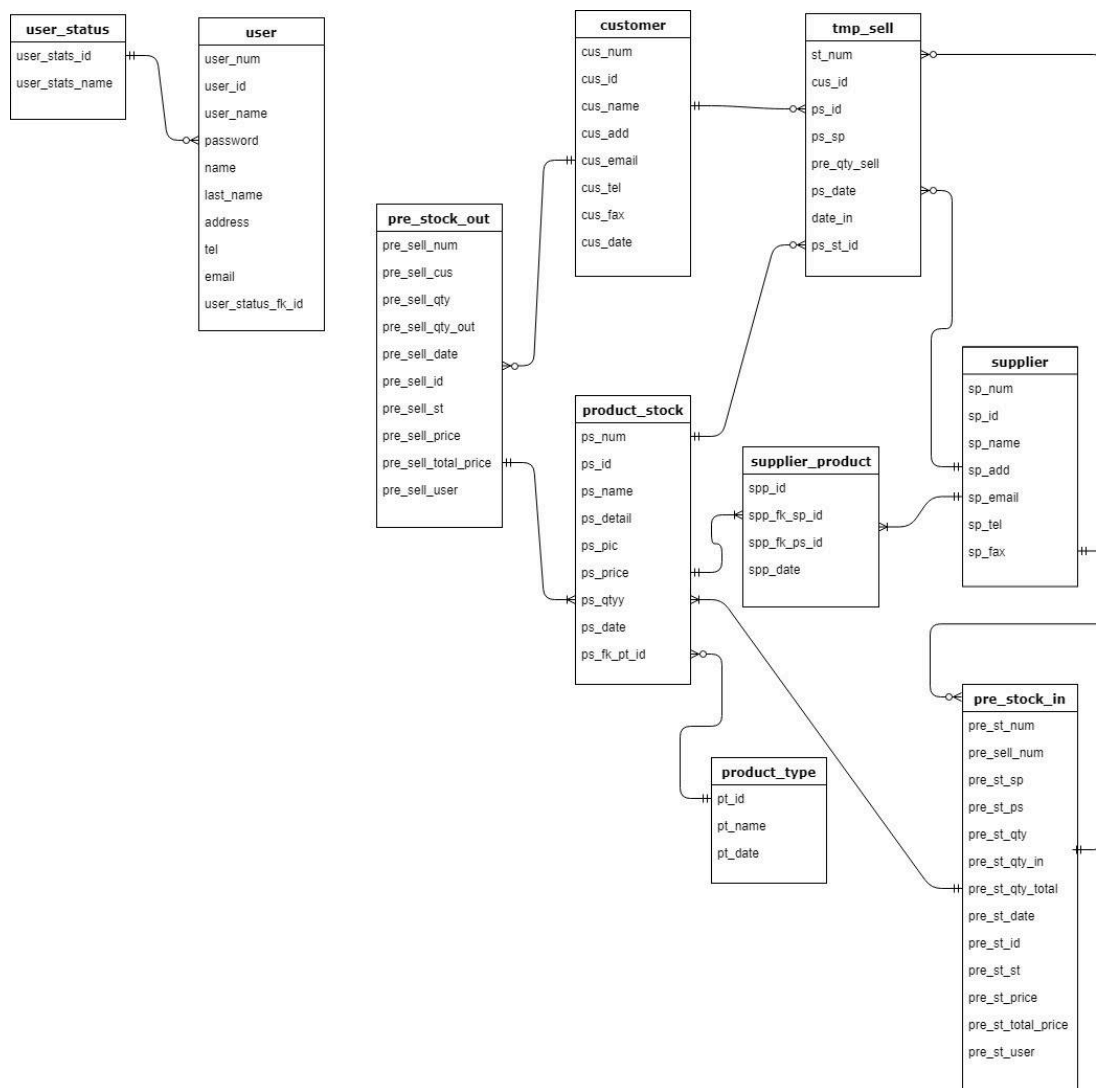 user_status
user_stats_id
user_stats_name
user
user_num
user_id
user_name
password
name
last_name
address
tel
email
user_status_fk_id
customer
cus_num
cus_id
cus_name
cus_add
cus_email
cus_tel
cus_fax
cus_date
tmp_sell
st_num
cus_id
ps_id
ps_sp
pre_qty_sell
ps_date
date_in
ps_st_id
pre_stock_out
pre_sell_num
pre_sell_cus
pre_sell_qty
pre_sell_qty_out
pre_sell_date
pre_sell_id
pre_sell_st
pre_sell_price
pre_sell_total_price
pre_sell_user
product_stock
ps_num
ps_id
ps_name
ps_detail
ps_pic
ps_price
ps_qtyy
ps_date
ps_fk_pt_id
supplier_product
spp_id
spp_fk_sp_id
spp_fk_ps_id
spp_date
supplier
sp_num
sp_id
sp_name
sp_add
sp_email
sp_tel
sp_fax
product_type
pt_id
pt_name
pt_date
pre_stock_in
pre_st_num
pre_sell_num
pre_st_sp
pre_st_ps
pre_st_qty
pre_st_qty_in
pre_st_qty_total
pre_st_date
pre_st_id
pre_st_st
pre_st_price
pre_st_total_price
pre_st_user